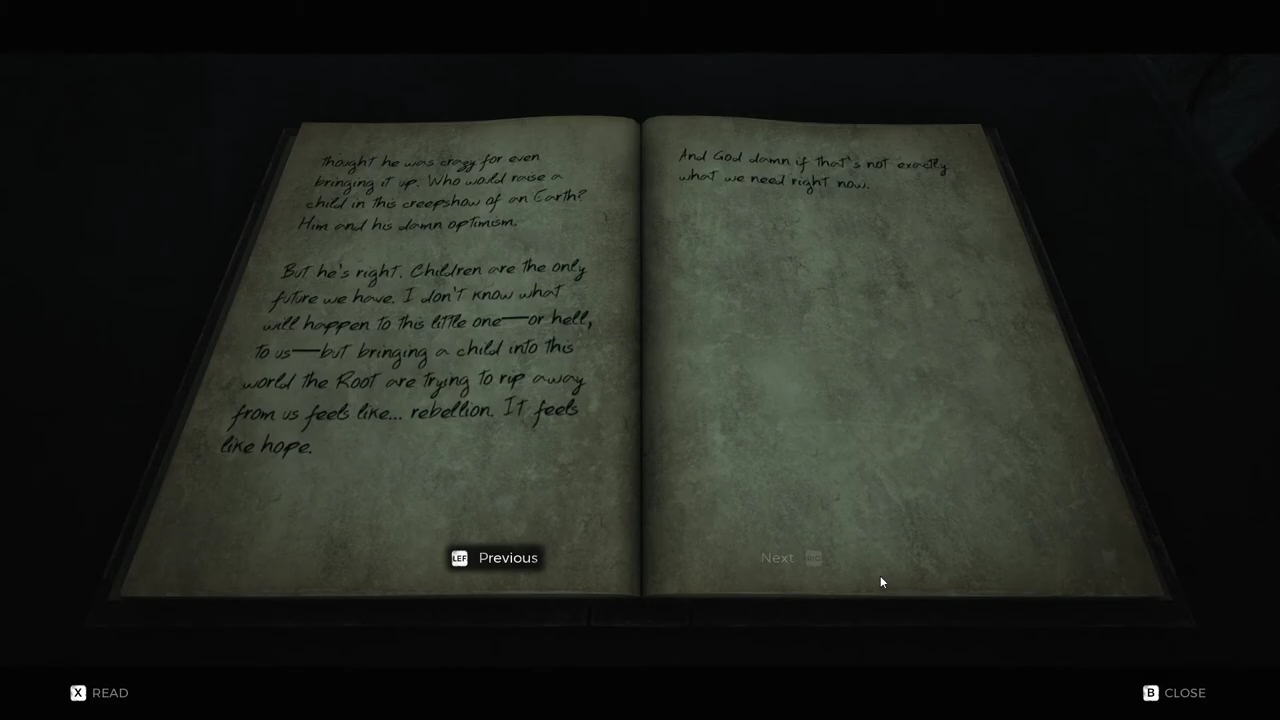 thought he was crazy for even
bringing it up. Who would raise a
child in this creepshow of an Earth?
Him and his damn optimism.
But he's right. Children are the only
future we have. I don't know what
will happen to this little one—or hell,
to us—but bringing a child into this
world the Root are trying to rip away
from us feels like... rebellion. It feels
like hope.
And God damn if that's not exactly
what we need right now.
LEF Previous
Next
X READ
B CLOSE